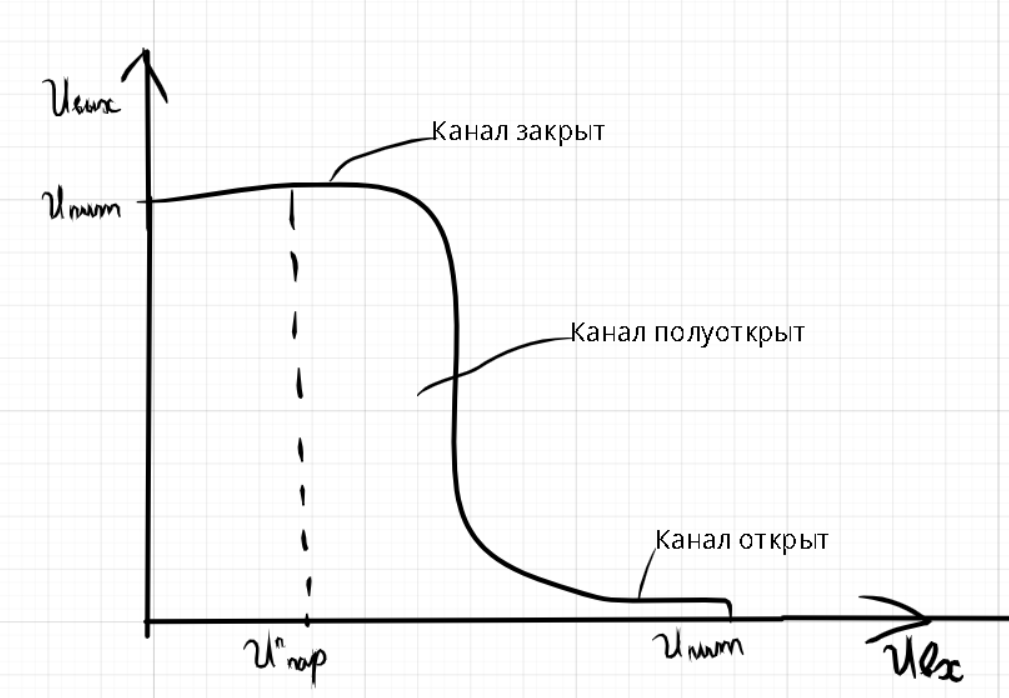 Uвых
Канал закрыт
Uпит
Канал полуоткрыт
Канал открыт
Uⁿпор
Uпит
Uвх